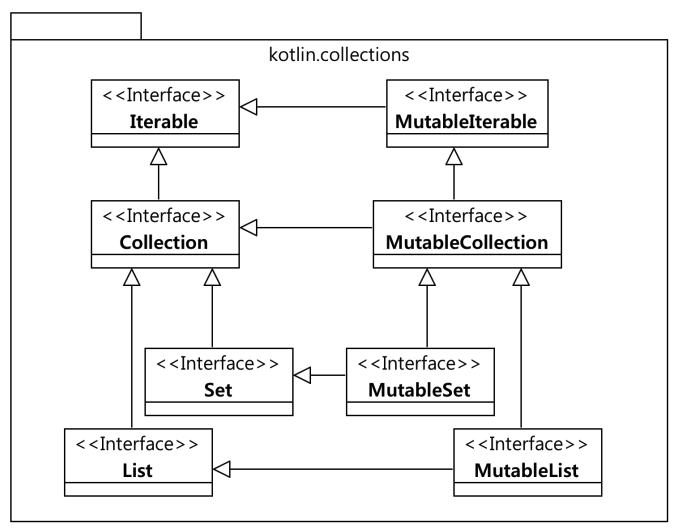 kotlin.collections
<<Interface>>
Iterable
<<Interface>>
MutableIterable
<<Interface>>
Collection
<<Interface>>
MutableCollection
<<Interface>>
Set
<<Interface>>
MutableSet
<<Interface>>
List
<<Interface>>
MutableList